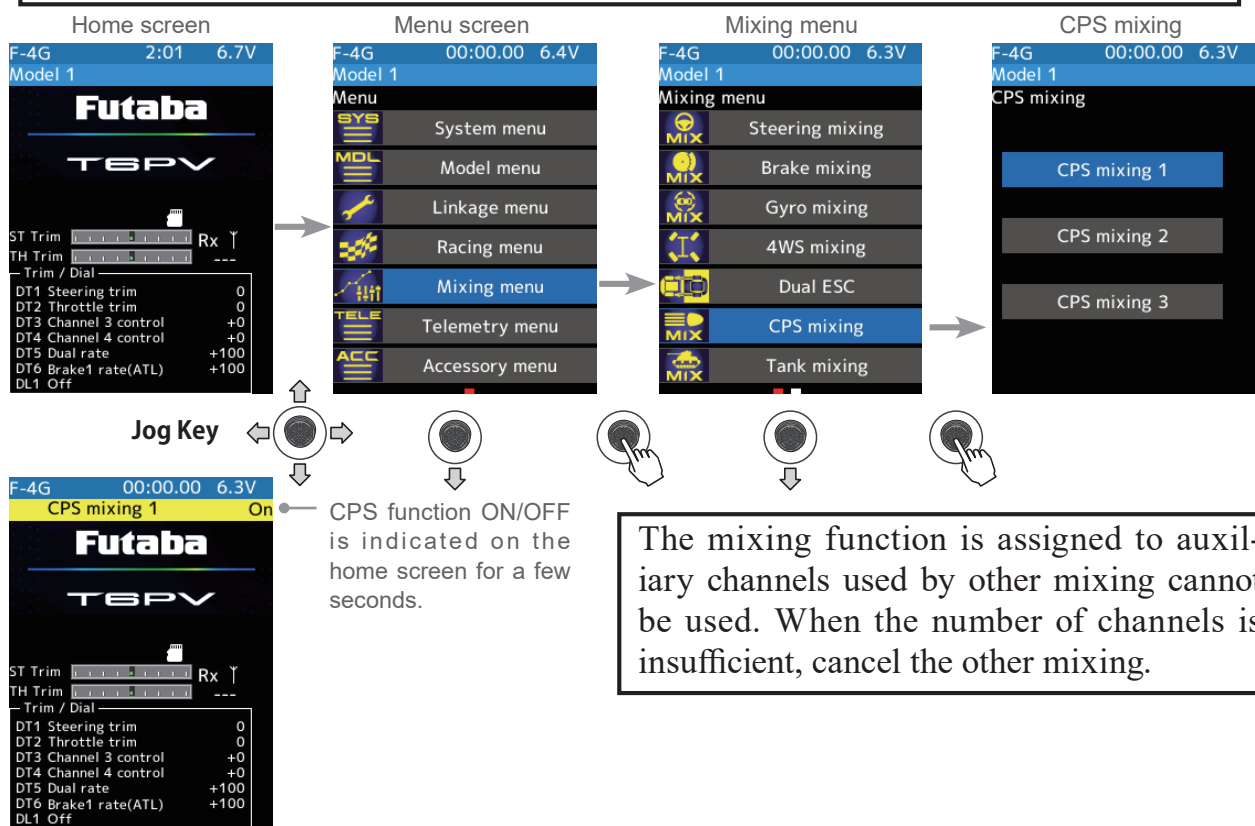 Home screen
F-4G 2:01 6.7V
Model 1
Futaba
T6PV
ST Trim Rx
TH Trim ---
Trim / Dial
DT1 Steering trim 0
DT2 Throttle trim 0
DT3 Channel 3 control +0
DT4 Channel 4 control +0
DT5 Dual rate +100
DT6 Brake1 rate(ATL) +100
DL1 Off
Menu screen
F-4G 00:00.00 6.4V
Model 1
Menu
SYS System menu
MDL Model menu
Linkage menu
Racing menu
Mixing menu
TELE Telemetry menu
ACC Accessory menu
Mixing menu
F-4G 00:00.00 6.3V
Model 1
Mixing menu
MIX Steering mixing
MIX Brake mixing
MIX Gyro mixing
4WS mixing
Dual ESC
MIX CPS mixing
MIX Tank mixing
CPS mixing
F-4G 00:00.00 6.3V
Model 1
CPS mixing
CPS mixing 1
CPS mixing 2
CPS mixing 3
Jog Key
F-4G 00:00.00 6.3V
CPS mixing 1 On
Futaba
T6PV
ST Trim Rx
TH Trim ---
Trim / Dial
DT1 Steering trim 0
DT2 Throttle trim 0
DT3 Channel 3 control +0
DT4 Channel 4 control +0
DT5 Dual rate +100
DT6 Brake1 rate(ATL) +100
DL1 Off
CPS function ON/OFF
is indicated on the
home screen for a few
seconds.
The mixing function is assigned to auxil-
iary channels used by other mixing cannot
be used. When the number of channels is
insufficient, cancel the other mixing.